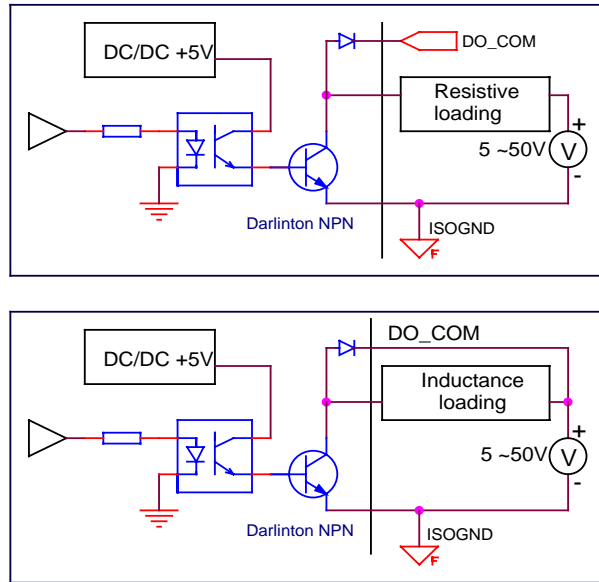 DC/DC +5V
DO_COM
Resistive
loading
+
5 ~50V
V
-
Darlinton NPN
ISOGND
F
DC/DC +5V
DO_COM
Inductance
loading
+
5 ~50V
V
-
Darlinton NPN
ISOGND
F